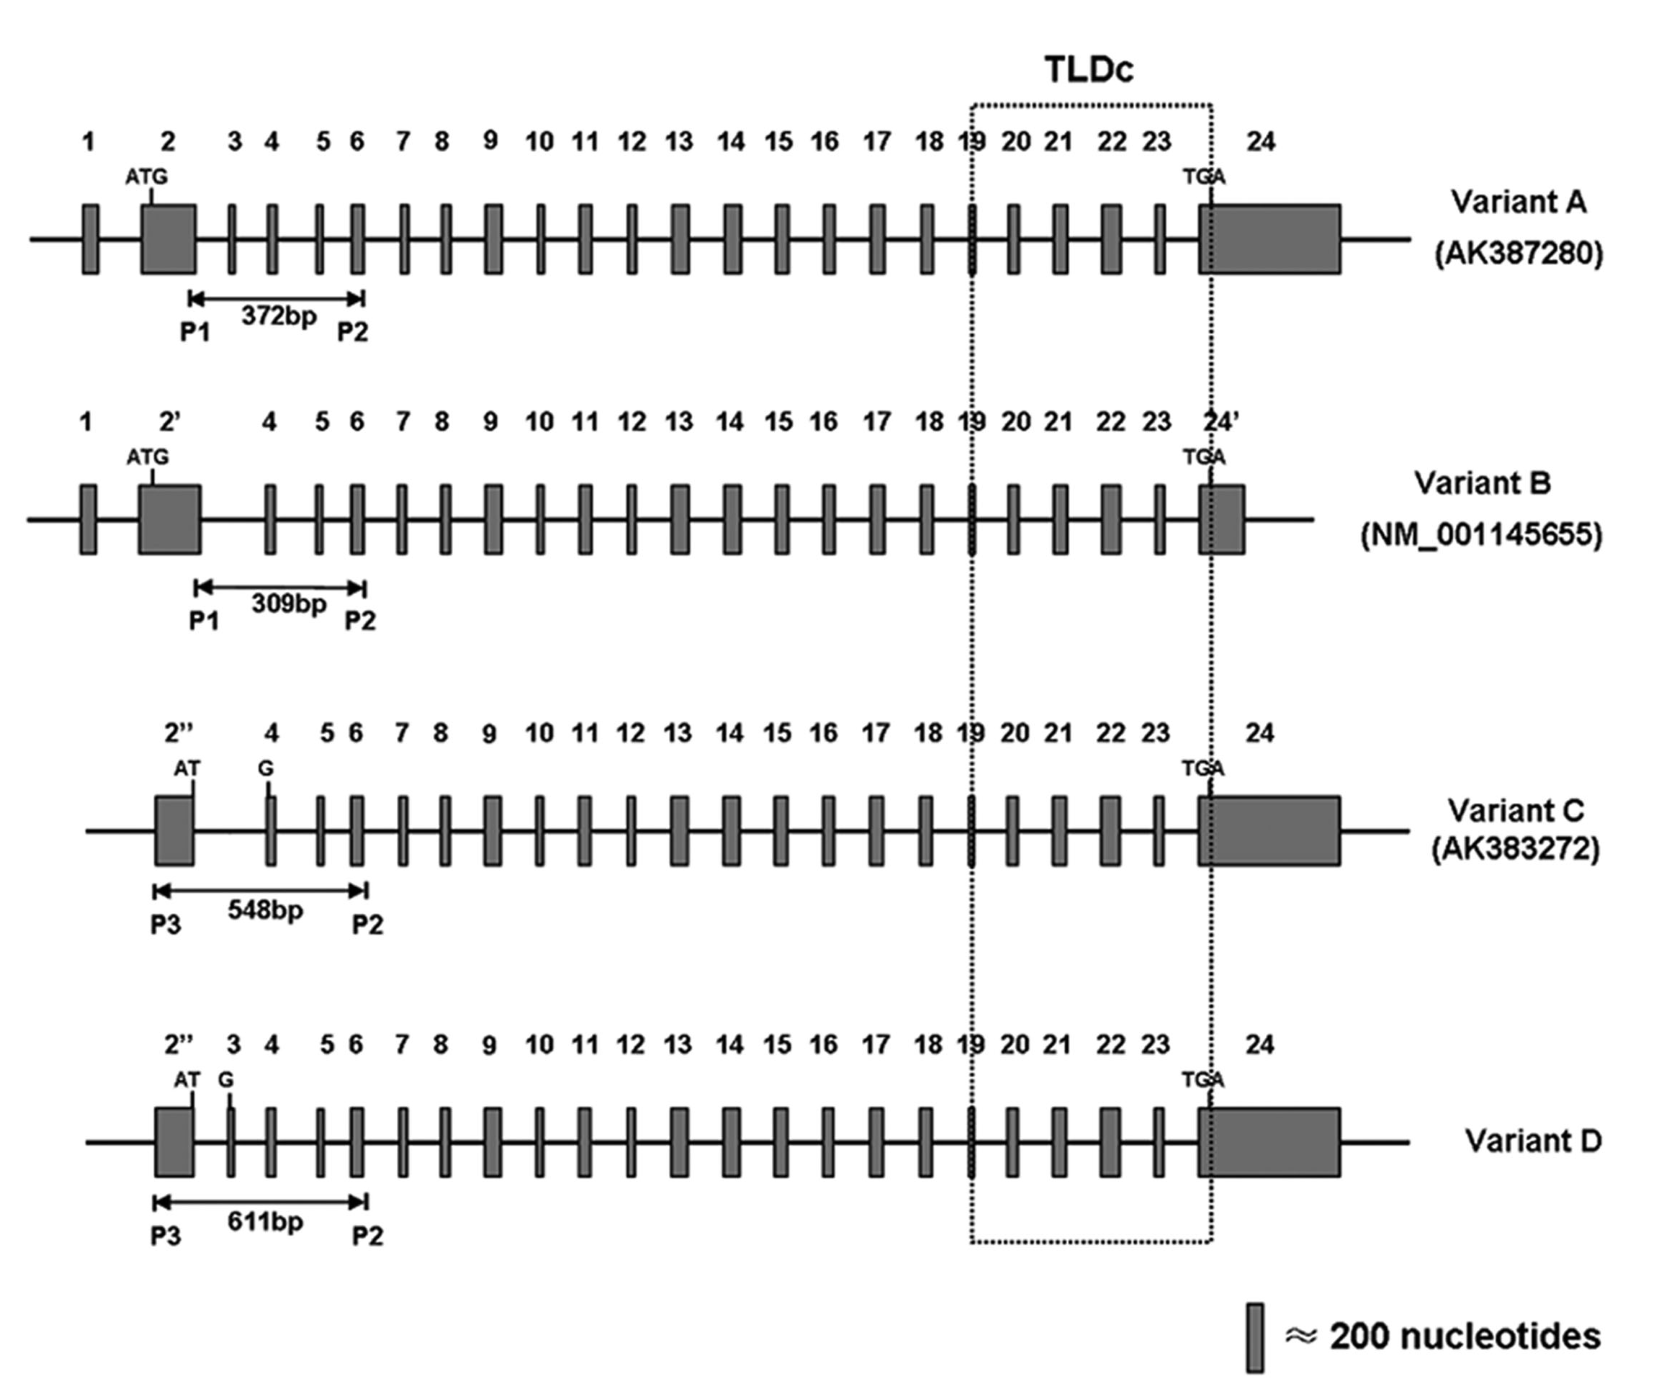 TLDc
1 2 3 4 5 6 7 8 9 10 11 12 13 14 15 16 17 18 19 20 21 22 23 24
ATG TGA
Variant A
(AK387280)
372bp
P1 P2
1 2' 4 5 6 7 8 9 10 11 12 13 14 15 16 17 18 19 20 21 22 23 24'
ATG TGA
Variant B
(NM_001145655)
309bp
P1 P2
2'' 4 5 6 7 8 9 10 11 12 13 14 15 16 17 18 19 20 21 22 23 24
AT G TGA
Variant C
(AK383272)
548bp
P3 P2
2'' 3 4 5 6 7 8 9 10 11 12 13 14 15 16 17 18 19 20 21 22 23 24
AT G TGA
Variant D
611bp
P3 P2
≈ 200 nucleotides